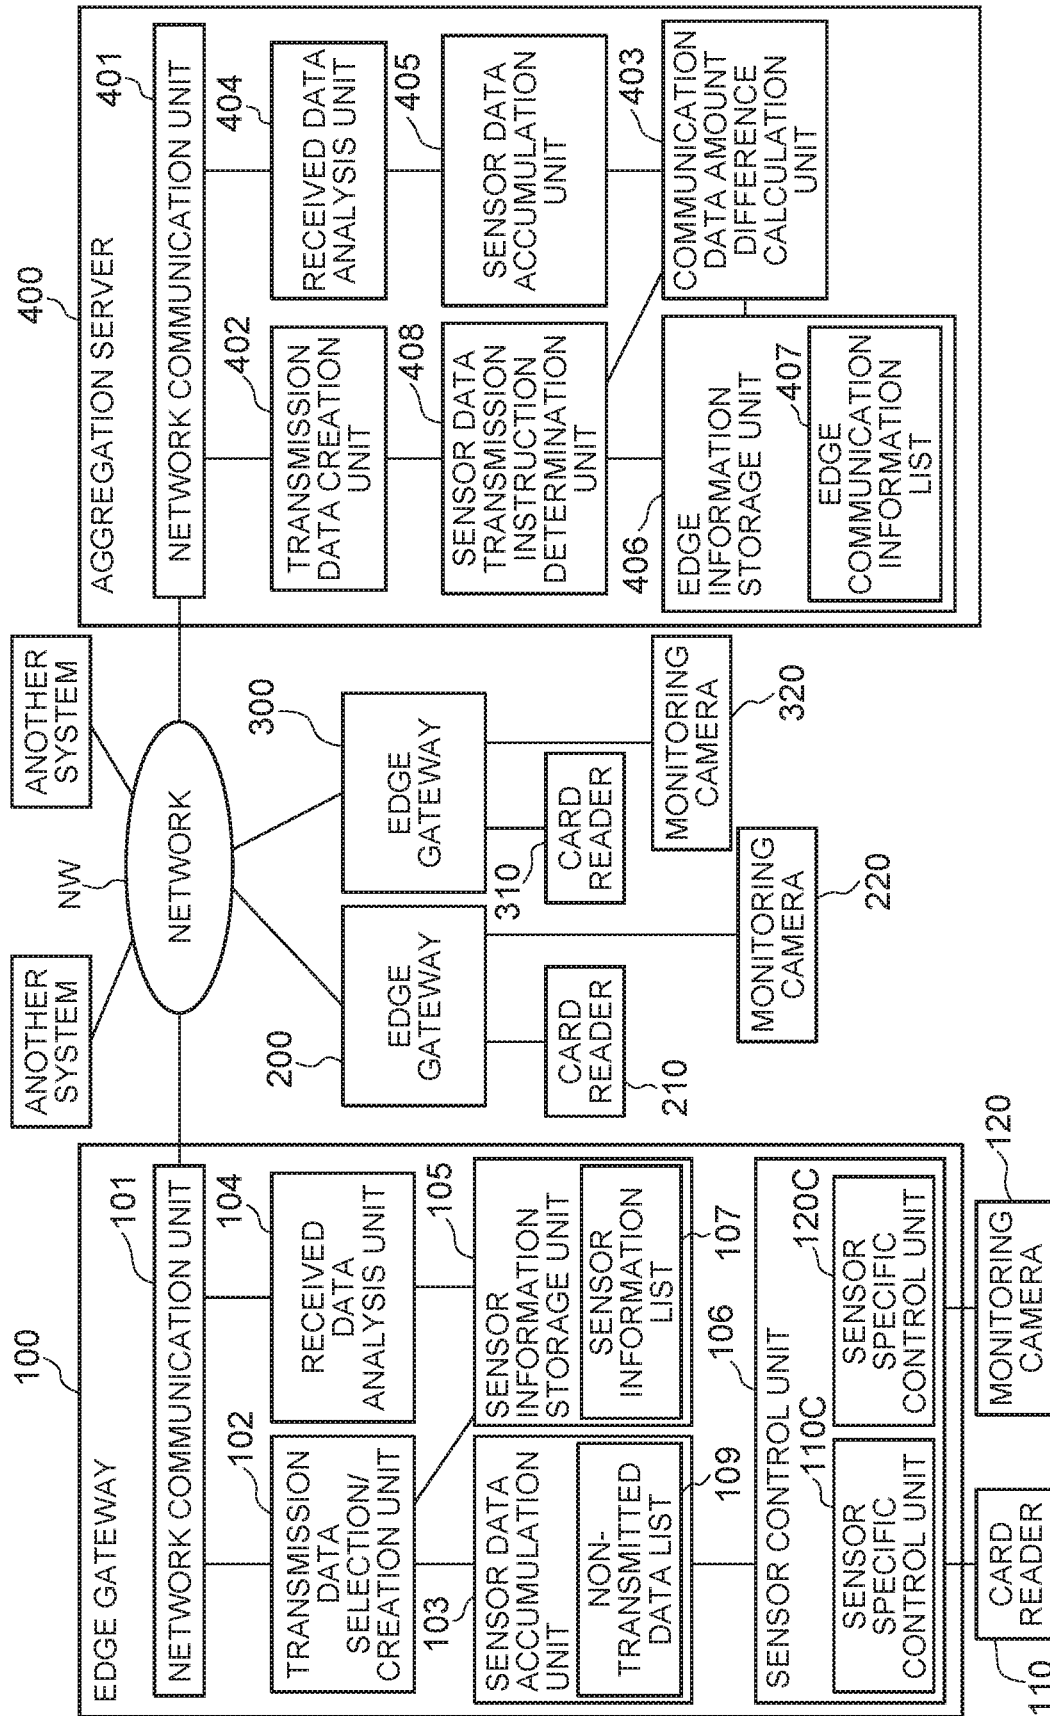 100
EDGE GATEWAY
101
NETWORK COMMUNICATION UNIT
102
TRANSMISSION
DATA
SELECTION/
CREATION UNIT
104
RECEIVED
DATA
ANALYSIS UNIT
103
SENSOR DATA
ACCUMULATION
UNIT
NON-
TRANSMITTED
DATA LIST
109
105
SENSOR
INFORMATION
STORAGE UNIT
SENSOR
INFORMATION
LIST
107
106
SENSOR CONTROL UNIT
110C
SENSOR
SPECIFIC
CONTROL UNIT
120C
SENSOR
SPECIFIC
CONTROL UNIT
110
CARD
READER
120
MONITORING
CAMERA
ANOTHER
SYSTEM
NW
ANOTHER
SYSTEM
NETWORK
200
EDGE
GATEWAY
300
EDGE
GATEWAY
CARD
READER
210
310
CARD
READER
MONITORING
CAMERA
220
MONITORING
CAMERA
320
400
AGGREGATION SERVER
401
NETWORK COMMUNICATION UNIT
402
TRANSMISSION
DATA CREATION
UNIT
404
RECEIVED DATA
ANALYSIS UNIT
408
SENSOR DATA
TRANSMISSION
INSTRUCTION
DETERMINATION
UNIT
405
SENSOR DATA
ACCUMULATION
UNIT
406
EDGE
INFORMATION
STORAGE UNIT
407
EDGE
COMMUNICATION
INFORMATION
LIST
403
COMMUNICATION
DATA AMOUNT
DIFFERENCE
CALCULATION
UNIT